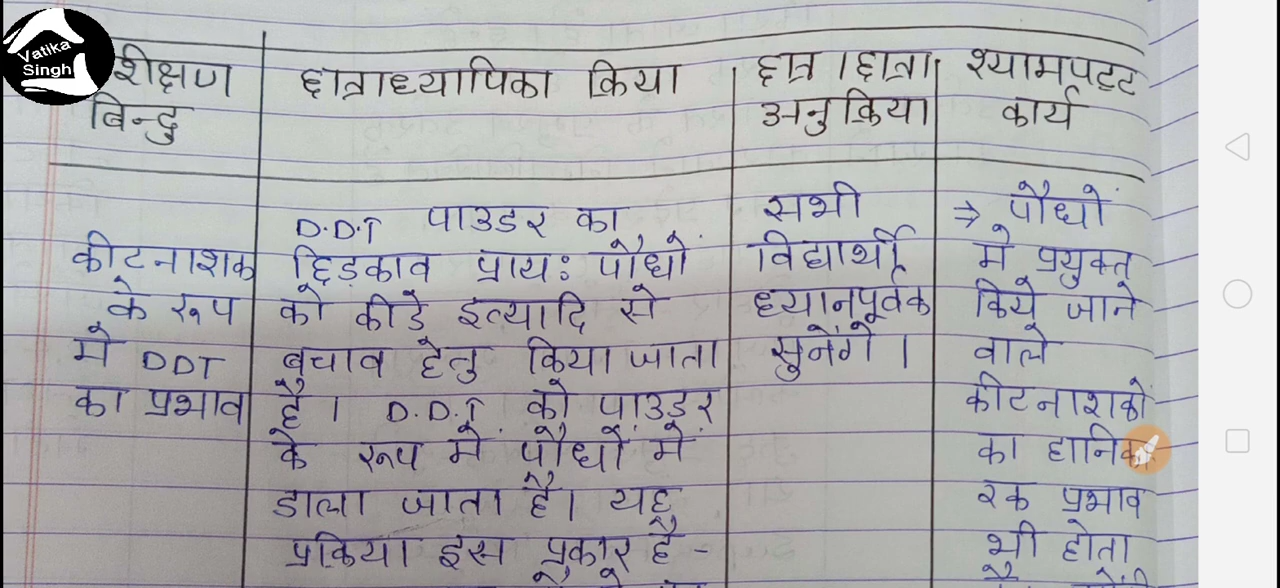 Vatika
Singh
शिक्षण
बिन्दु
छात्राध्यापिका क्रिया
छात्र / छात्रा
अनुक्रिया
श्यामपट्ट
कार्य
कीटनाशक
के रूप
मे DDT
का प्रभाव
D.D.T पाउडर का
छिड़काव प्राय: पौधों
को कीडे इत्यादि से
बचाव हेतु किया जाता
है। D.D.T को पाउडर
के रूप में पौधों में
डाला जाता है। यह
प्रक्रिया इस प्रकार है -
सभी
विद्यार्थी
ध्यानपूर्वक
सुनेंगे ।
⇒ पौधों
मे प्रयुक्त
किये जाने
वाले
कीटनाशको
का हानिका
रक प्रभाव
भी होता